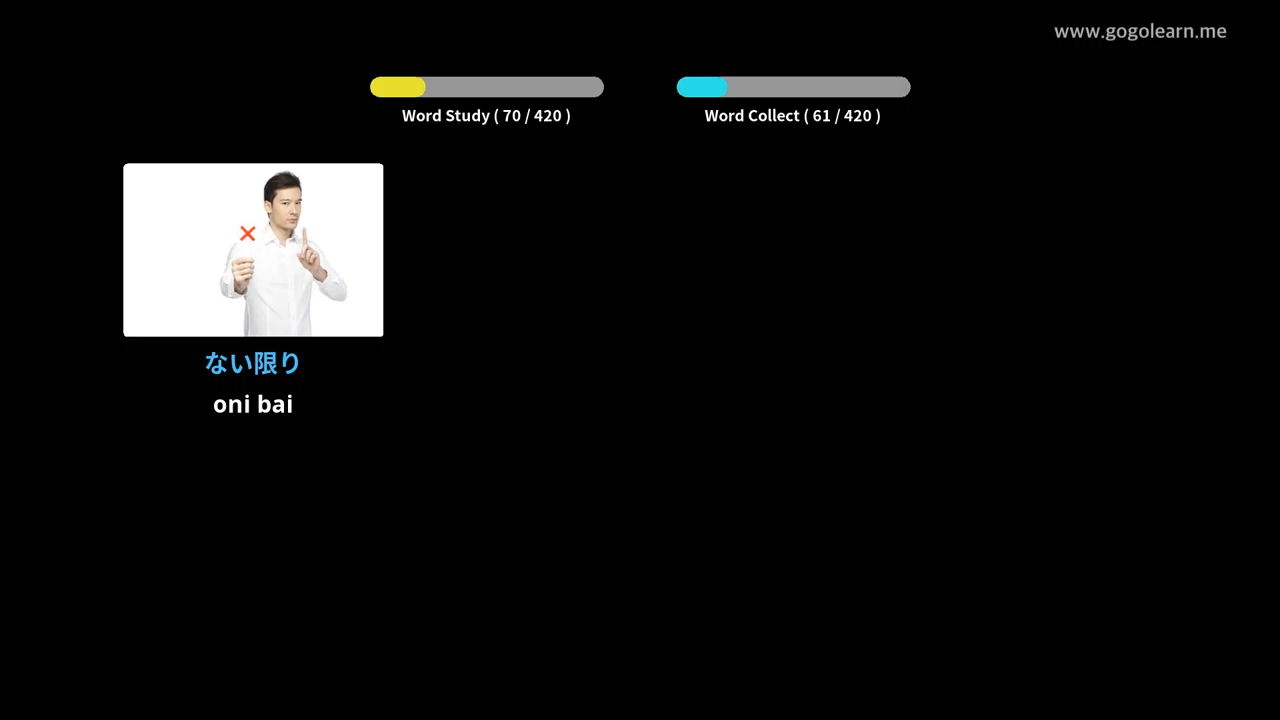 www.gogolearn.me
Word Study ( 70 / 420 )
Word Collect ( 61 / 420 )
ない限り
oni bai